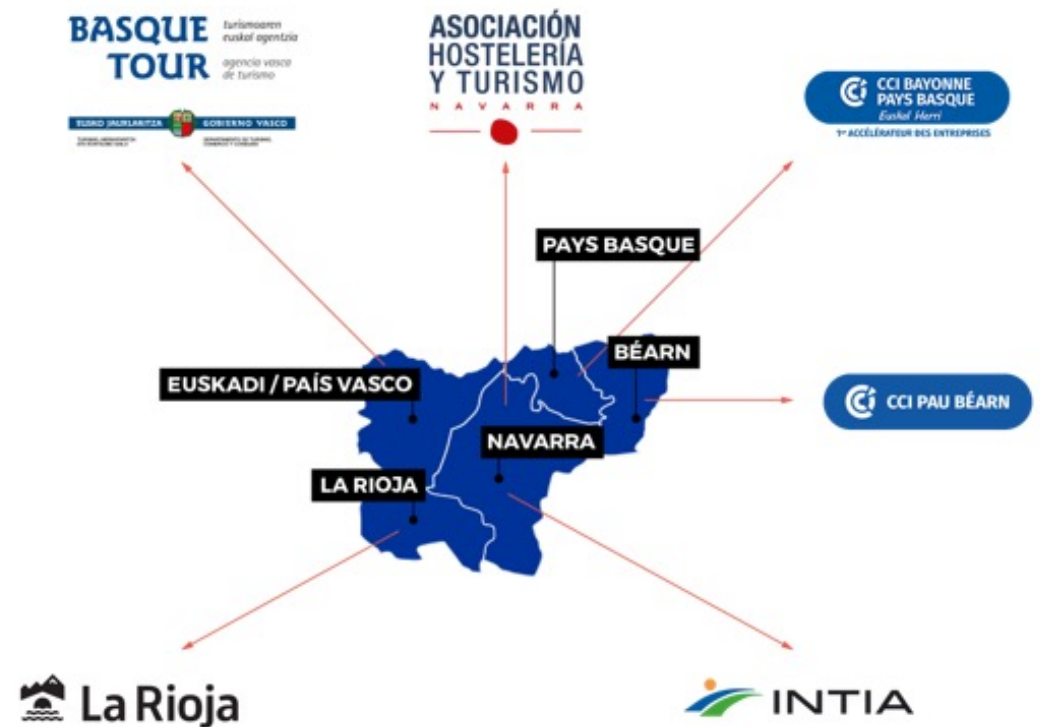 BASQUE
TOUR
turismoaren
euskal agentzia
agencia vasca
de turismo
EUSKO JAURLARITZA
GOBIERNO VASCO
ASOCIACIÓN
HOSTELERÍA
Y TURISMO
NAVARRA
CCI BAYONNE
PAYS BASQUE
Euskal Herri
1er ACCÉLÉRATEUR DES ENTREPRISES
PAYS BASQUE
BÉARN
EUSKADI / PAÍS VASCO
CCI PAU BÉARN
NAVARRA
LA RIOJA
La Rioja
INTIA